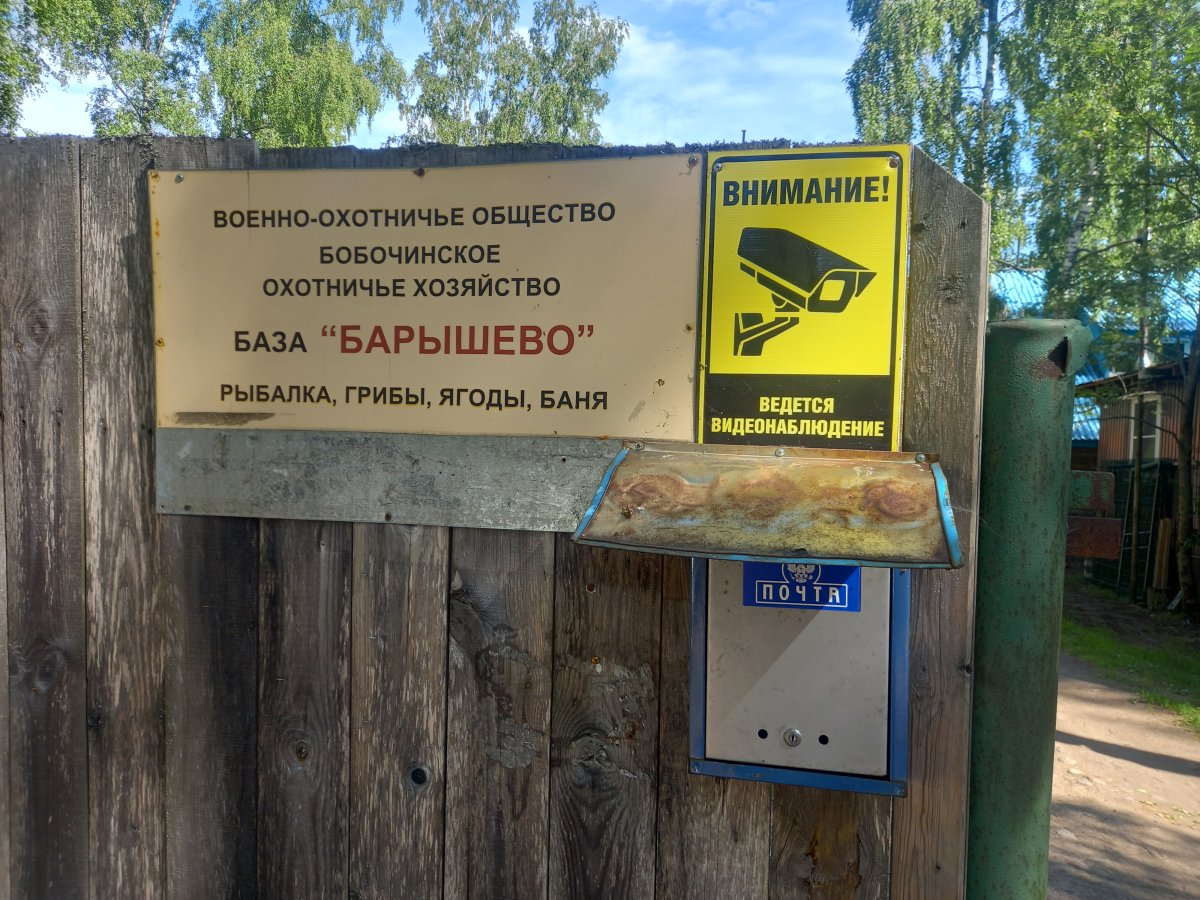 ВОЕННО-ОХОТНИЧЬЕ ОБЩЕСТВО
БОБОЧИНСКОЕ
ОХОТНИЧЬЕ ХОЗЯЙСТВО
БАЗА “БАРЫШЕВО”
РЫБАЛКА, ГРИБЫ, ЯГОДЫ, БАНЯ
ВНИМАНИЕ!
ВЕДЕТСЯ
ВИДЕОНАБЛЮДЕНИЕ
ПОЧТА